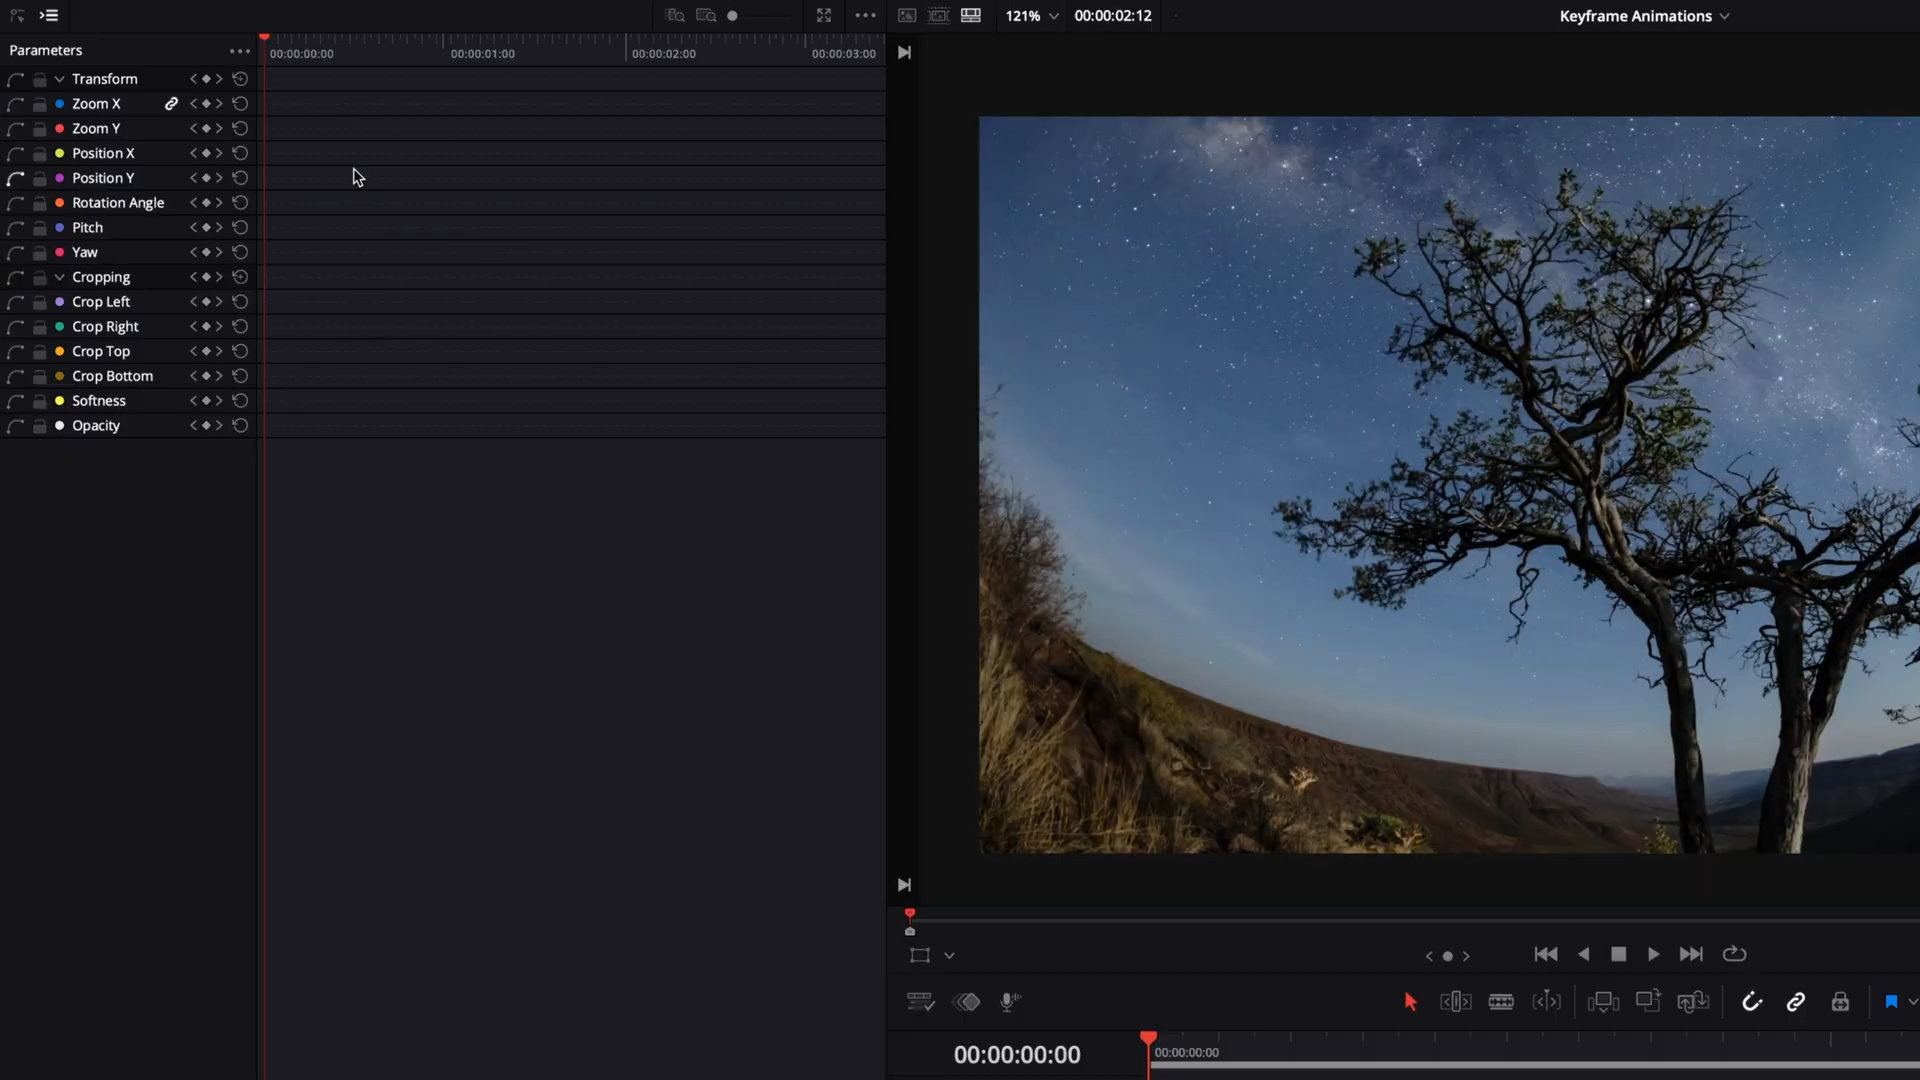 121%
00:00:02:12
Keyframe Animations
Parameters
00:00:00:00
00:00:01:00
00:00:02:00
00:00:03:00
Transform
Zoom X
Zoom Y
Position X
Position Y
Rotation Angle
Pitch
Yaw
Cropping
Crop Left
Crop Right
Crop Top
Crop Bottom
Softness
Opacity
00:00:00:00
00:00:00:00